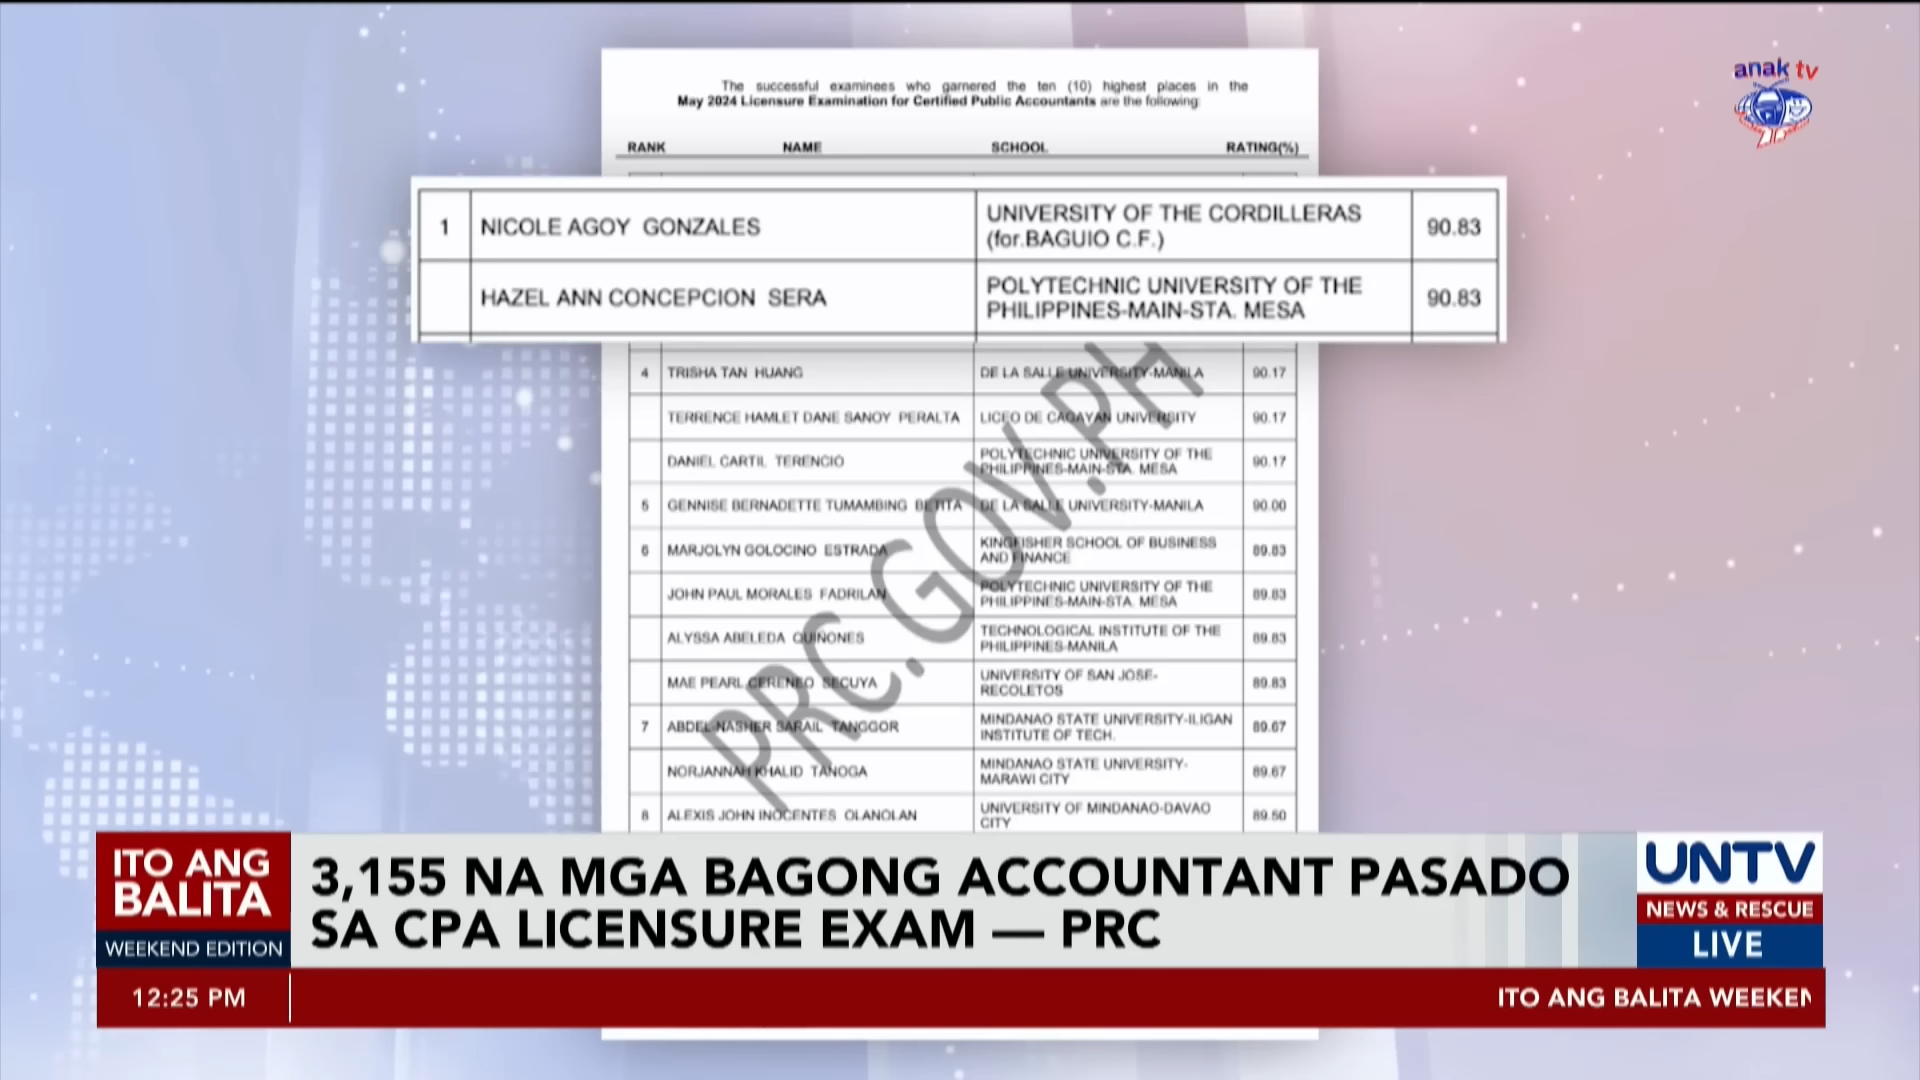 The successful examinees who garnered the ten (10) highest places in the
May 2024 Licensure Examination for Certified Public Accountants are the following:
anak tv
RANK NAME SCHOOL RATING(%)
1 NICOLE AGOY GONZALES UNIVERSITY OF THE CORDILLERAS (for.BAGUIO C.F.) 90.83
HAZEL ANN CONCEPCION SERA POLYTECHNIC UNIVERSITY OF THE PHILIPPINES-MAIN-STA. MESA 90.83
4 TRISHA TAN HUANG DE LA SALLE UNIVERSITY-MANILA 90.17
TERRENCE HAMLET DANE SANOY PERALTA LICEO DE CAGAYAN UNIVERSITY 90.17
DANIEL CARTIL TERENCIO POLYTECHNIC UNIVERSITY OF THE PHILIPPINES-MAIN-STA. MESA 90.17
5 GENNISE BERNADETTE TUMAMBING BETITA DE LA SALLE UNIVERSITY-MANILA 90.00
6 MARJOLYN GOLOCINO ESTRADA KINGFISHER SCHOOL OF BUSINESS AND FINANCE 89.83
JOHN PAUL MORALES FADRILAN POLYTECHNIC UNIVERSITY OF THE PHILIPPINES-MAIN-STA. MESA 89.83
ALYSSA ABELEDA QUIÑONES TECHNOLOGICAL INSTITUTE OF THE PHILIPPINES-MANILA 89.83
MAE PEARL CERENEO SECUYA UNIVERSITY OF SAN JOSE-RECOLETOS 89.83
7 ABDEL-NASHER SARAIL TANGGOR MINDANAO STATE UNIVERSITY-ILIGAN INSTITUTE OF TECH. 89.67
NORJANNAH KHALID TANOGA MINDANAO STATE UNIVERSITY-MARAWI CITY 89.67
8 ALEXIS JOHN INOCENTES OLANOLAN UNIVERSITY OF MINDANAO-DAVAO CITY 89.50
PRC.GOV.PH
ITO ANG
BALITA
WEEKEND EDITION
3,155 NA MGA BAGONG ACCOUNTANT PASADO
SA CPA LICENSURE EXAM — PRC
UNTV
NEWS & RESCUE
LIVE
12:25 PM
ITO ANG BALITA WEEKEN